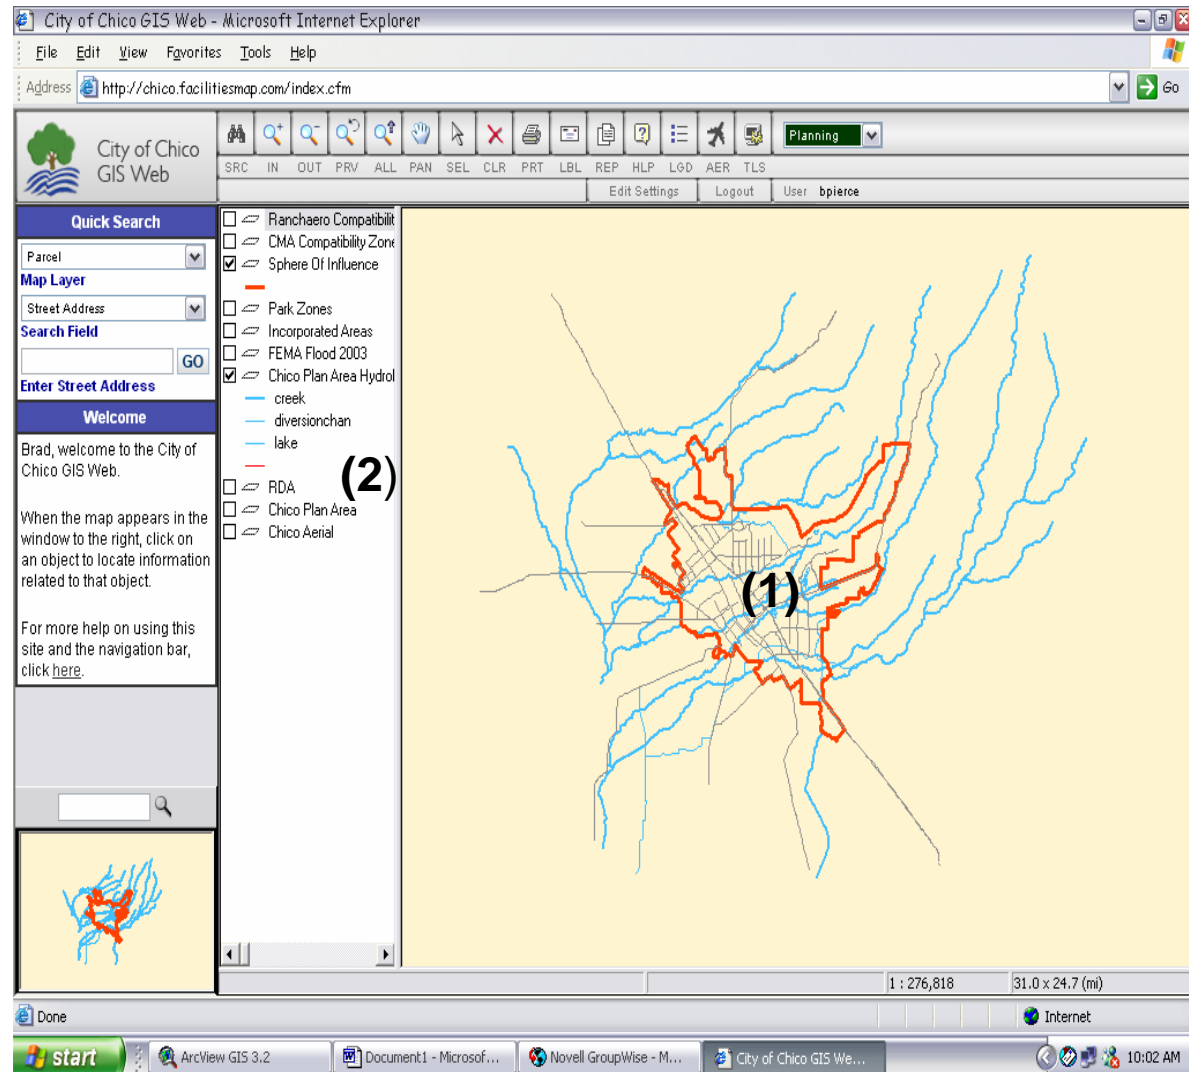 City of Chico GIS Web - Microsoft Internet Explorer
File Edit View Favorites Tools Help
Address http://chico.facilitiesmap.com/index.cfm Go
City of Chico
GIS Web
Planning
SRC IN OUT PRV ALL PAN SEL CLR PRT LBL REP HLP LGD AER TLS
Edit Settings Logout User bpierce
Quick Search
Parcel
Map Layer
Street Address
Search Field
GO
Enter Street Address
Welcome
Brad, welcome to the City of
Chico GIS Web.
When the map appears in the
window to the right, click on
an object to locate information
related to that object.
For more help on using this
site and the navigation bar,
click here.
Ranchaero Compatibilit
CMA Compatibility Zone
Sphere Of Influence
Park Zones
Incorporated Areas
FEMA Flood 2003
Chico Plan Area Hydrol
creek
diversionchan
lake
RDA
Chico Plan Area
Chico Aerial
(2)
(1)
1 : 276,818 31.0 x 24.7 (mi)
Done Internet
start ArcView GIS 3.2 Document1 - Microsof... Novell GroupWise - M... City of Chico GIS We... 10:02 AM